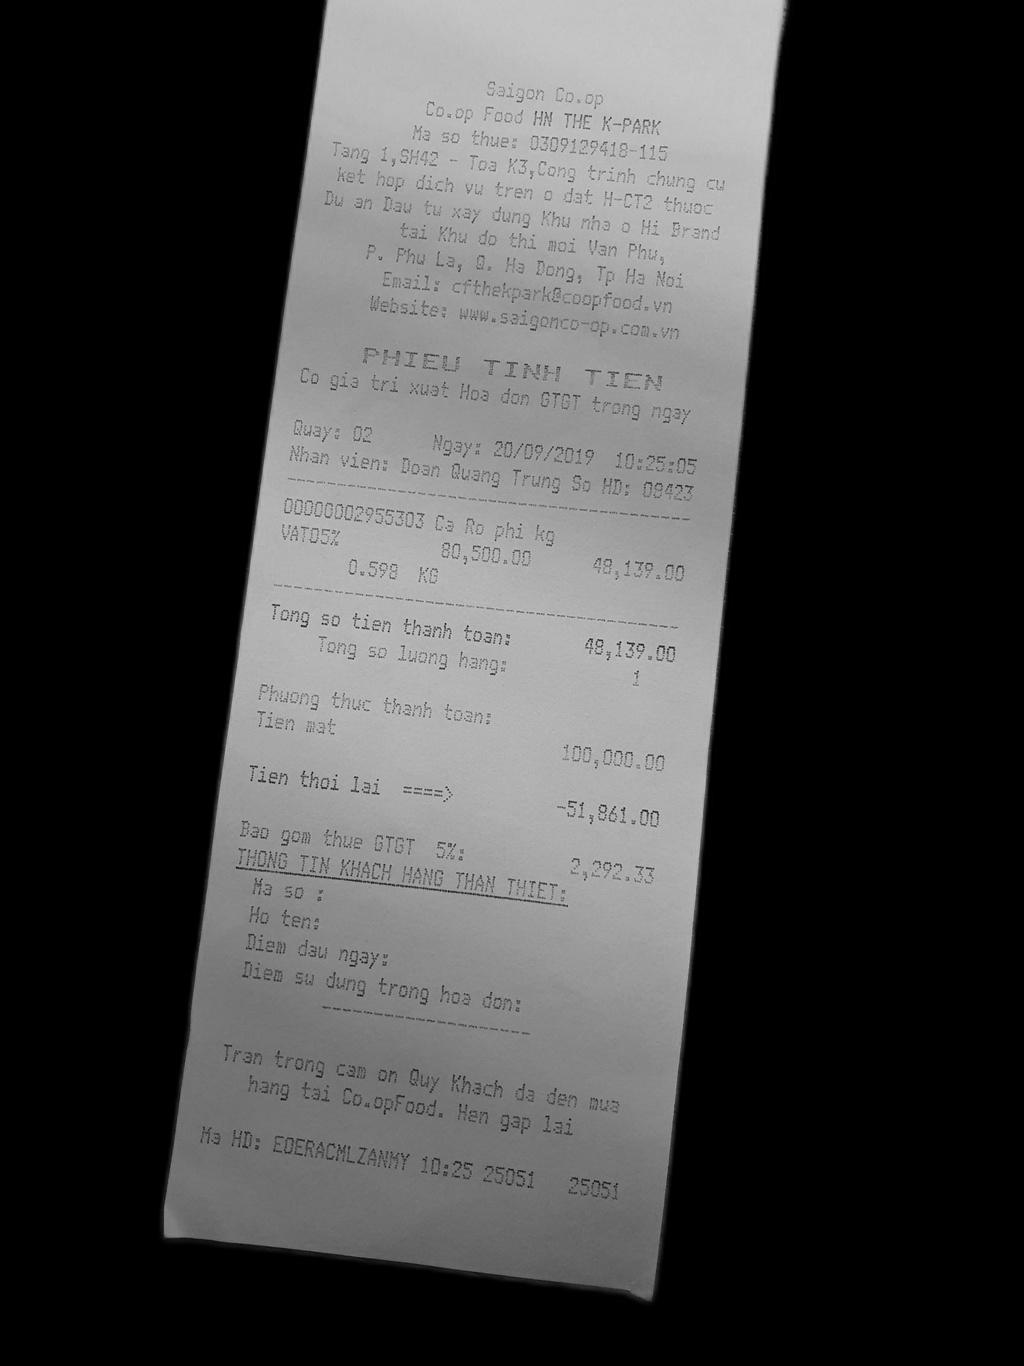 Saigon Co.op
Co.op Food HN THE K-PARK
Ma so thue: 0309129418-115
Tang 1,SH42 - Toa K3,Cong trinh chung cu
ket hop dich vu tren o dat H-CT2 thuoc
Du an Dau tu xay dung Khu nha o Hi Brand
tai Khu do thi moi Van Phu,
P. Phu La, Q. Ha Dong, Tp Ha Noi
Email: cfthekpark@coopfood.vn
Website: www.saigonco-op.com.vn
PHIEU TINH TIEN
Co gia tri xuat Hoa don GTGT trong ngay
Quay: 02 Ngay: 20/09/2019 10:25:05
Nhan vien: Doan Quang Trung So HD: 08423
00000002955303 Ca Ro phi kg
VAT05% 80,500.00 48,139.00
0.598 KG
Tong so tien thanh toan: 48,139.00
Tong so luong hang: 1
Phuong thuc thanh toan:
Tien mat 100,000.00
Tien thoi lai ====> -51,861.00
Bao gom thue GTGT 5%: 2,292.33
THONG TIN KHACH HANG THAN THIET:
Ma so :
Ho ten:
Diem dau ngay:
Diem su dung trong hoa don:
Tran trong cam on Quy Khach da den mua
hang tai Co.opFood. Hen gap lai
Ma HD: EOERACMLZANMY 10:25 25051 25051